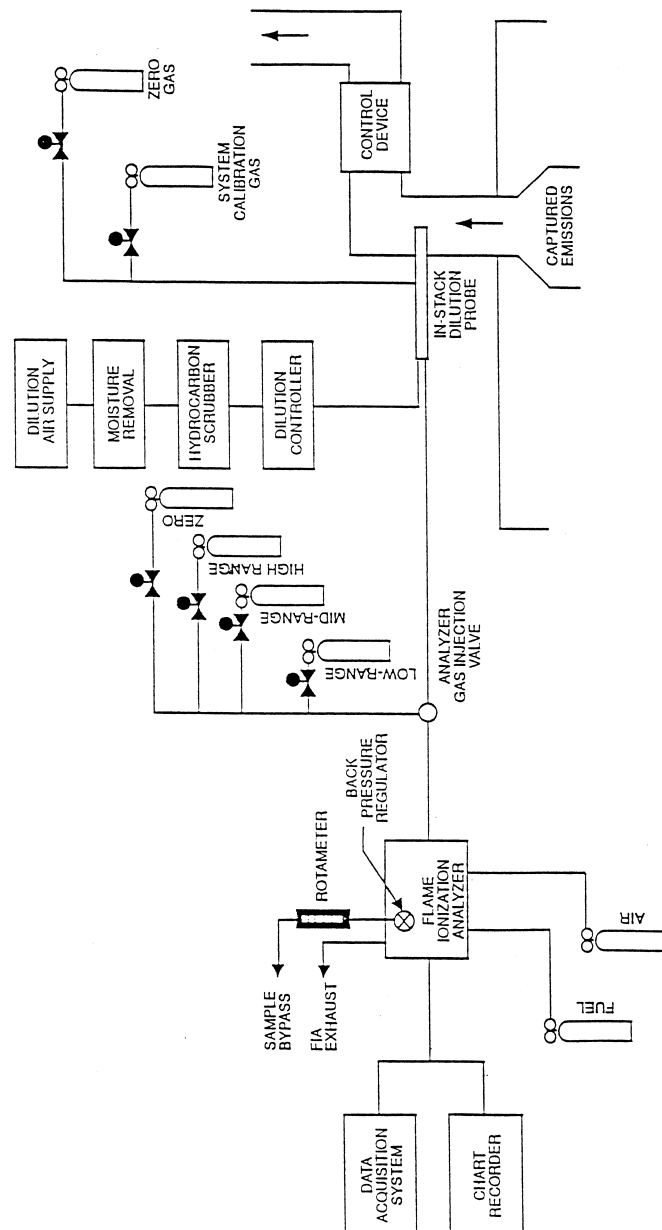 ZERO
GAS
SYSTEM
CALIBRATION
GAS
CONTROL
DEVICE
CAPTURED
EMISSIONS
IN-STACK
DILUTION
PROBE
DILUTION
AIR SUPPLY
MOISTURE
REMOVAL
HYDROCARBON
SCRUBBER
DILUTION
CONTROLLER
ZERO
HIGH RANGE
MID-RANGE
LOW-RANGE
ANALYZER
GAS INJECTION
VALVE
BACK
PRESSURE
REGULATOR
ROTAMETER
SAMPLE
BYPASS
FIA
EXHAUST
FLAME
IONIZATION
ANALYZER
AIR
FUEL
DATA
ACQUISITION
SYSTEM
CHART
RECORDER